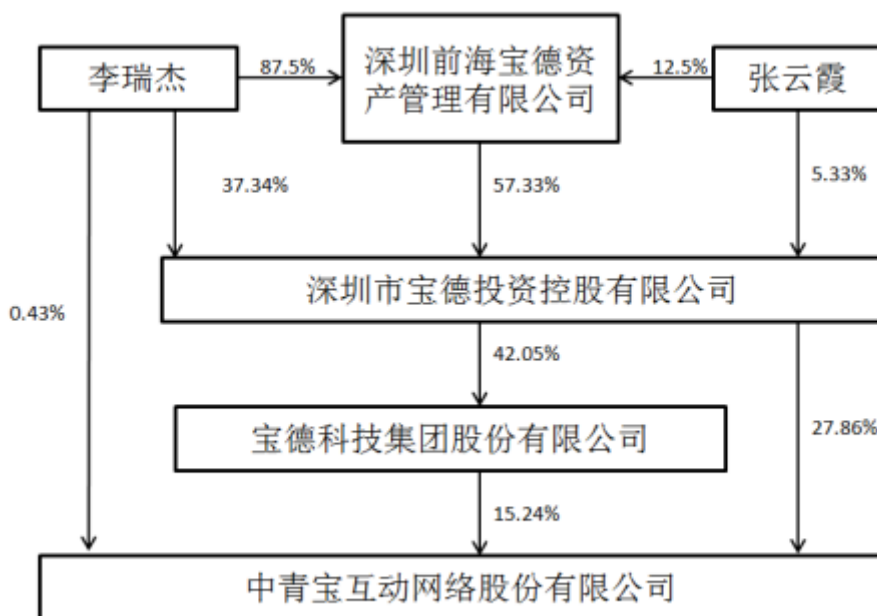 李瑞杰
87.5%
深圳前海宝德资
产管理有限公司
12.5%
张云霞
37.34%
57.33%
5.33%
深圳市宝德投资控股有限公司
0.43%
42.05%
宝德科技集团股份有限公司
27.86%
15.24%
中青宝互动网络股份有限公司